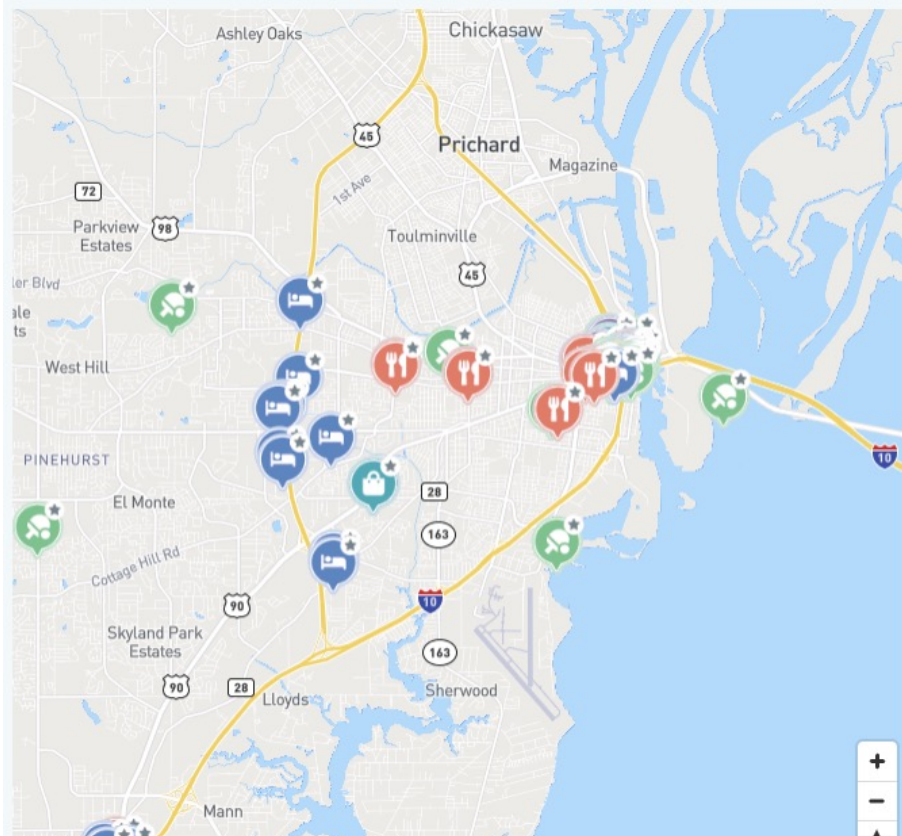 Ashley Oaks
Chickasaw
45
Prichard
Magazine
72
1st Ave
98
Parkview
Estates
Toulminville
45
ler Blvd
ale
ts
West Hill
PINEHURST
10
El Monte
28
163
Cottage Hill Rd
90
10
Skyland Park
Estates
163
90
28
Lloyds
Sherwood
Mann
+
−